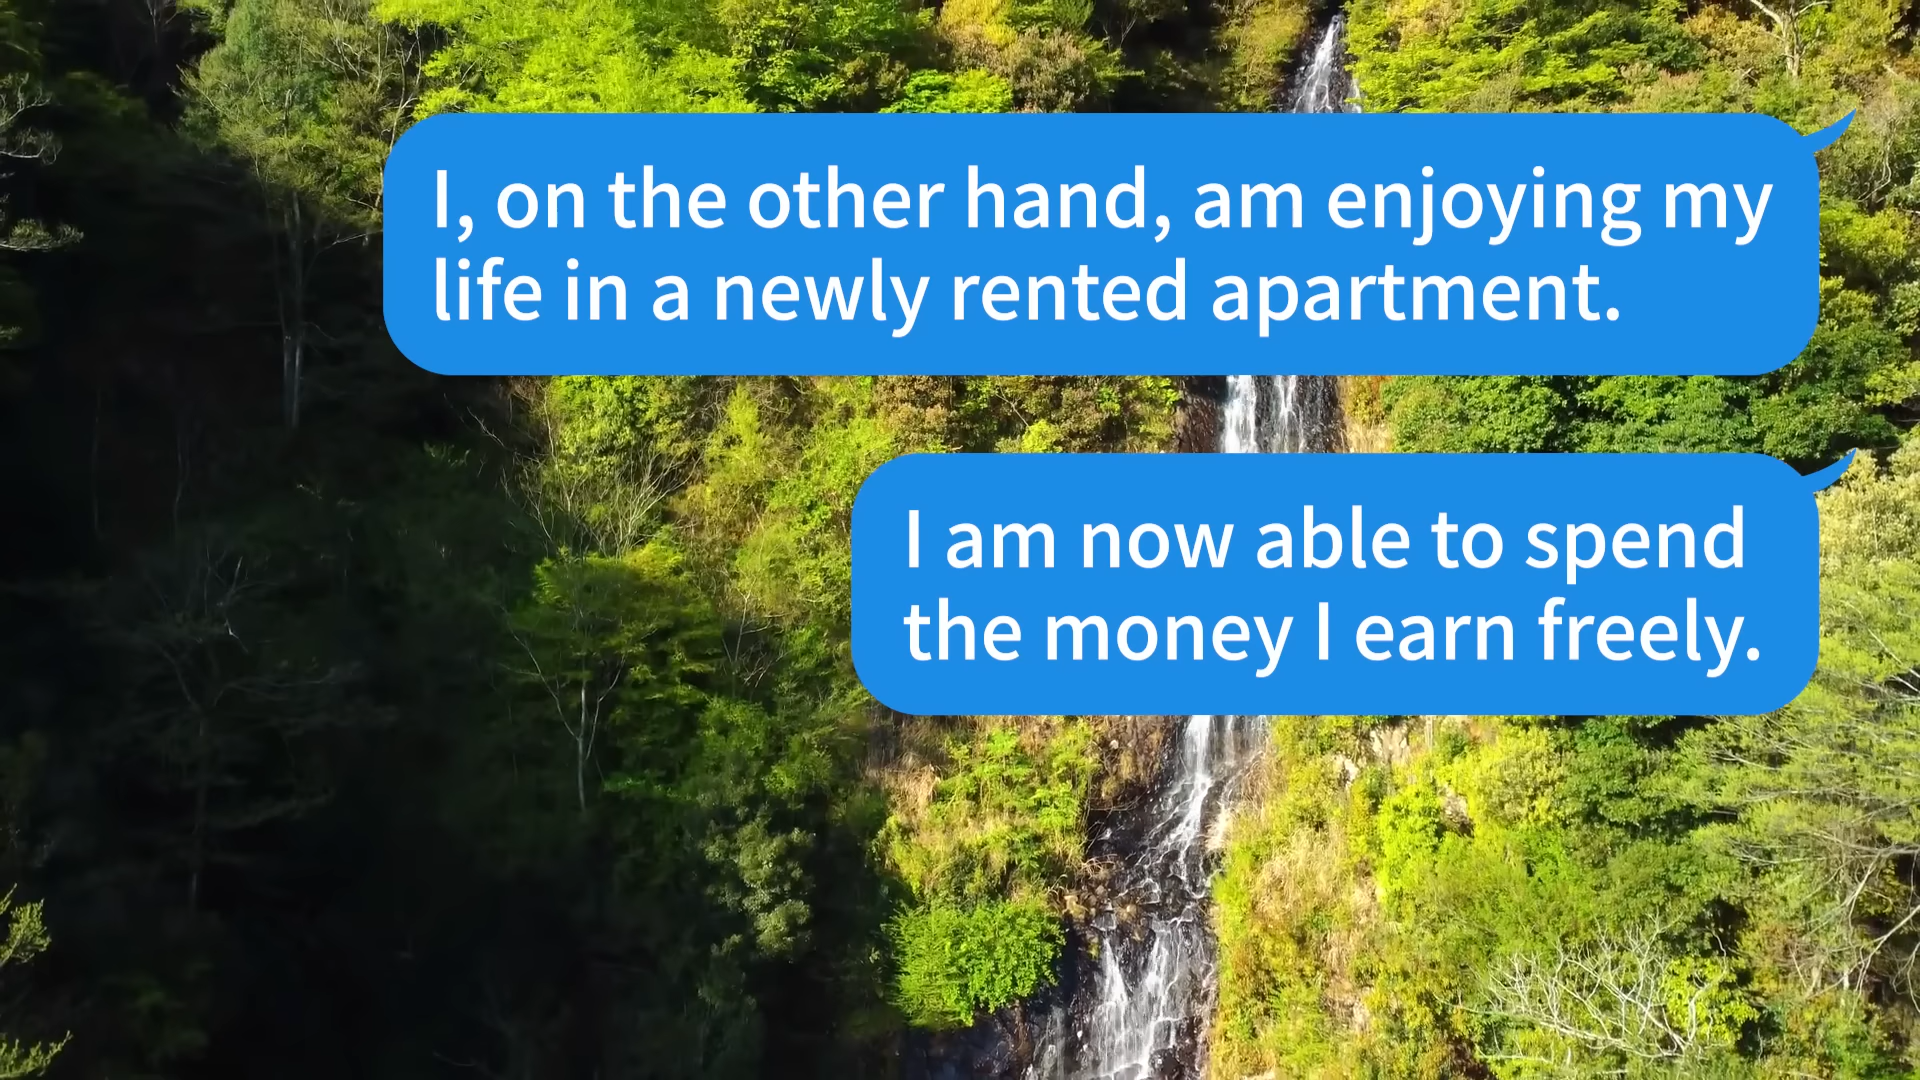 I, on the other hand, am enjoying my
life in a newly rented apartment.
I am now able to spend
the money I earn freely.